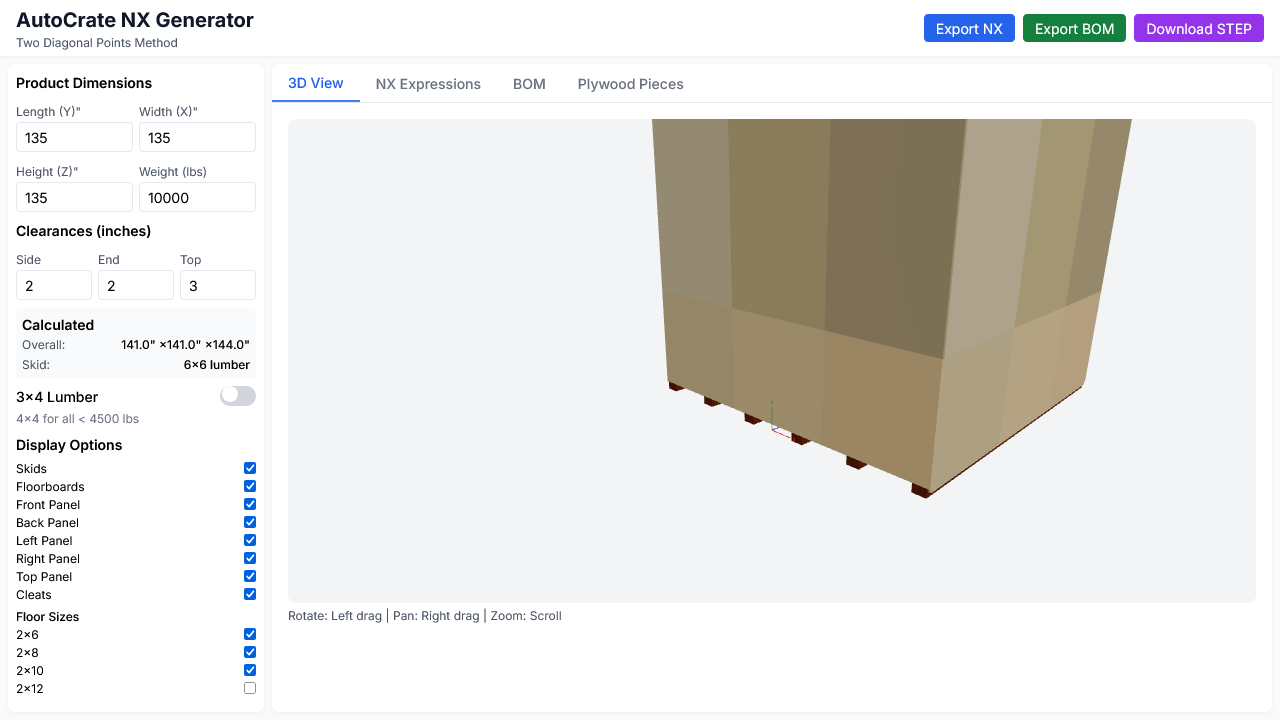 AutoCrate NX Generator
Two Diagonal Points Method
Export NX
Export BOM
Download STEP
Product Dimensions
Length (Y)" Width (X)"
135 135
Height (Z)" Weight (lbs)
135 10000
Clearances (inches)
Side End Top
2 2 3
Calculated
Overall: 141.0" ×141.0" ×144.0"
Skid: 6×6 lumber
3×4 Lumber
4×4 for all < 4500 lbs
Display Options
Skids
Floorboards
Front Panel
Back Panel
Left Panel
Right Panel
Top Panel
Cleats
Floor Sizes
2×6
2×8
2×10
2×12
3D View NX Expressions BOM Plywood Pieces
Rotate: Left drag | Pan: Right drag | Zoom: Scroll